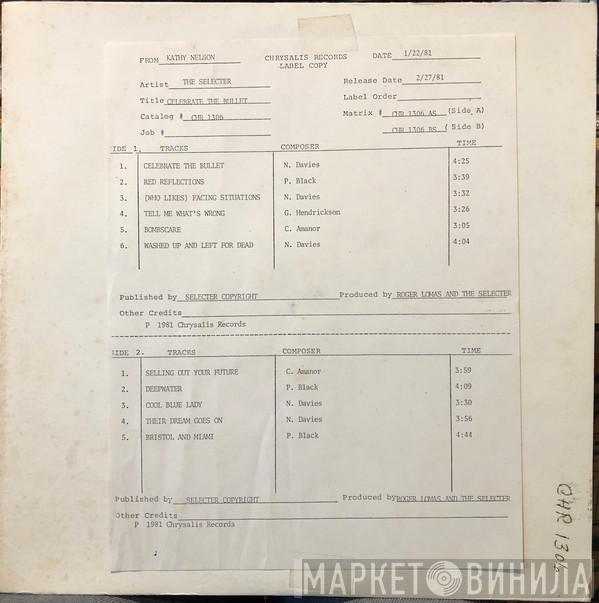 FROM KATHY NELSON CHRYSALIS RECORDS DATE 1/22/81
LABEL COPY
Artist THE SELECTER Release Date 2/27/81
Title CELEBRATE THE BULLET Label Order
Catalog # CHR 1306 Matrix # CHR 1306 AS (Side A)
Job # CHR 1306 BS (Side B)
IDE 1. TRACKS COMPOSER TIME
1. CELEBRATE THE BULLET N. Davies 4:25
2. RED REFLECTIONS P. Black 3:39
3. (WHO LIKES) FACING SITUATIONS N. Davies 3:32
4. TELL ME WHAT'S WRONG G. Hendrickson 3:26
5. BOMBSCARE C. Amanor 3:05
6. WASHED UP AND LEFT FOR DEAD N. Davies 4:04
Published by SELECTER COPYRIGHT Produced by ROGER LOMAS AND THE SELECTER
Other Credits
P 1981 Chrysalis Records
SIDE 2. TRACKS COMPOSER TIME
1. SELLING OUT YOUR FUTURE C. Amanor 3:59
2. DEEPWATER P. Black 4:09
3. COOL BLUE LADY N. Davies 3:30
4. THEIR DREAM GOES ON N. Davies 3:56
5. BRISTOL AND MIAMI P. Black 4:44
Published by SELECTER COPYRIGHT Produced by ROGER LOMAS AND THE SELECTER
Other Credits
P 1981 Chrysalis Records
CHR 1306
МАРКЕТ ВИНИЛА